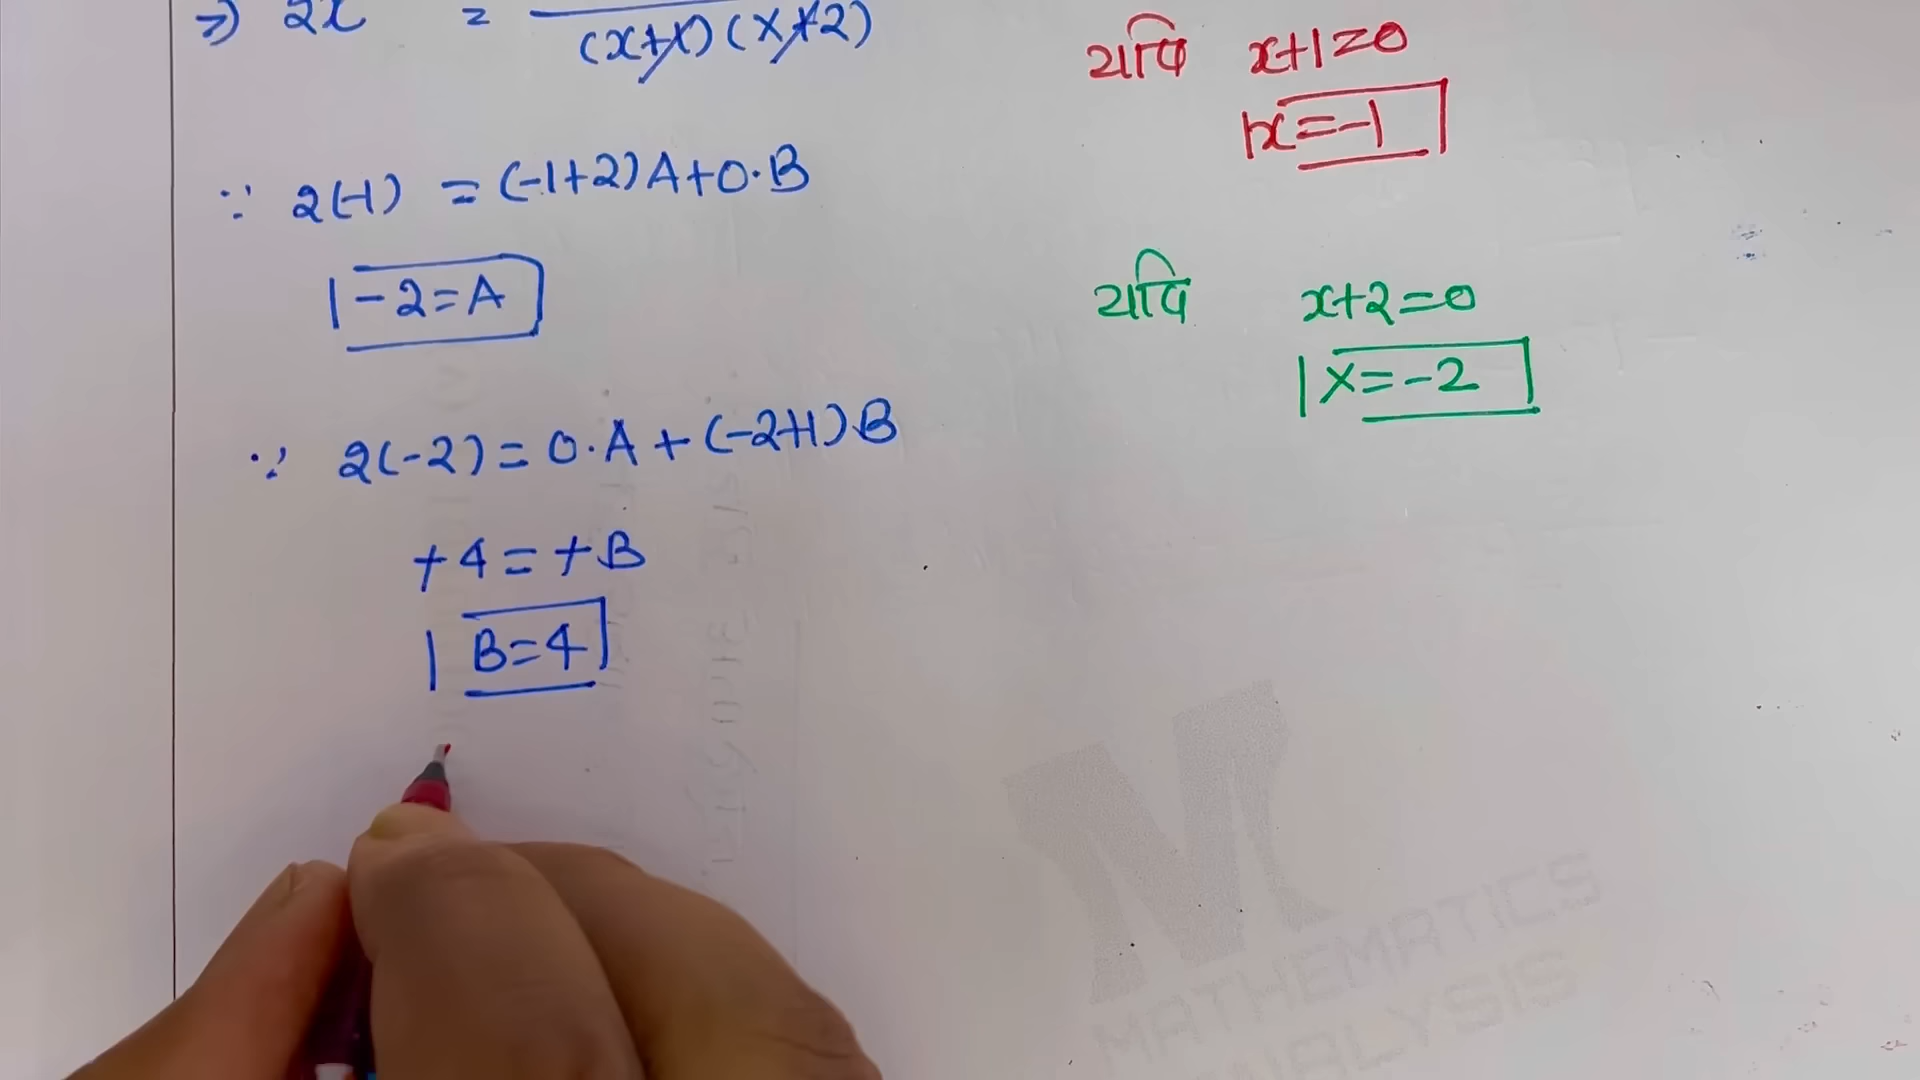 ⇒ 2x = (x+1)(x+2)
यदि x+1=0
x=-1
∵ 2(-1) = (-1+2)A+0.B
-2=A
यदि x+2=0
x=-2
∵ 2(-2)=0.A+(-2+1)B
+4=+B
B=4
MATHEMATICS
ANALYSIS